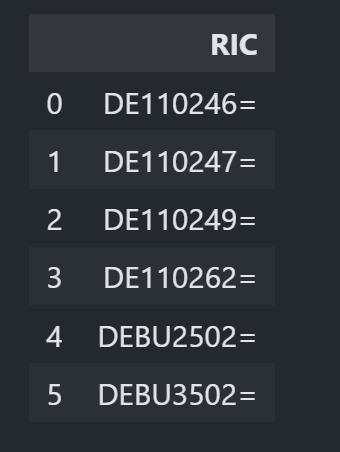 RIC
0 DE110246=
1 DE110247=
2 DE110249=
3 DE110262=
4 DEBU2502=
5 DEBU3502=